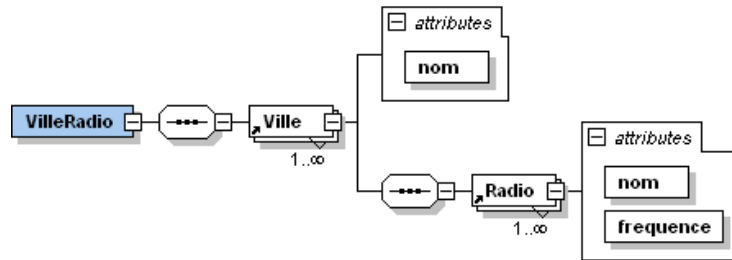 attributes
nom
VilleRadio
Ville
1..∞
attributes
Radio
nom
1..∞
frequence